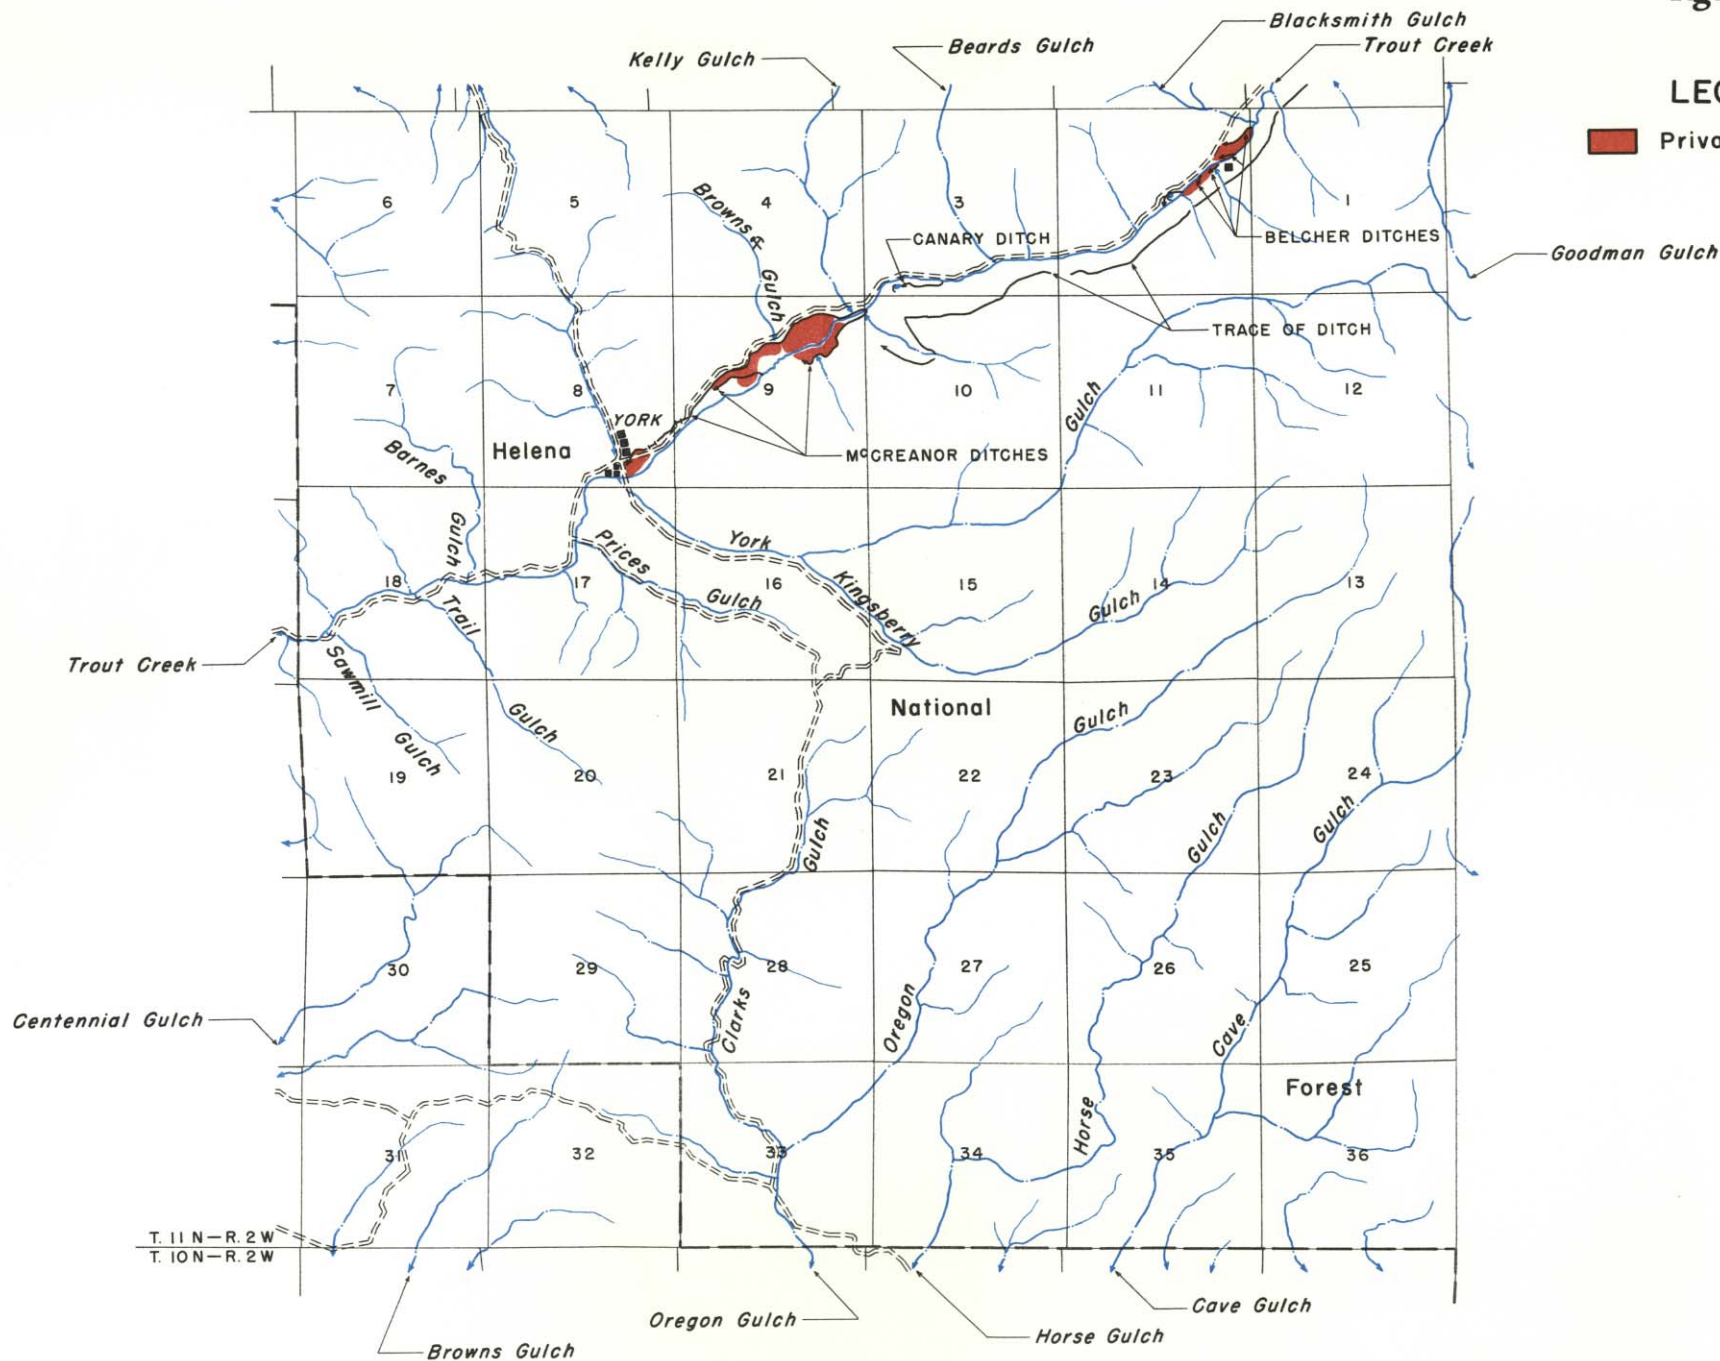 Blacksmith Gulch
Trout Creek
Beards Gulch
Kelly Gulch
Goodman Gulch
6
5
4
3
1
Browns
Gulch
CANARY DITCH
BELCHER DITCHES
TRACE OF DITCH
7
8
9
10
11
12
Gulch
YORK
Helena
McCREANOR DITCHES
Barnes
Gulch
18
17
16
15
14
13
Prices
Gulch
York
Kingsberry
Gulch
Trail
Gulch
Trout Creek
Sawmill
Gulch
National
Gulch
19
20
21
22
23
24
Gulch
Gulch
Gulch
30
29
28
27
26
25
Clarks
Oregon
Cave
Centennial Gulch
Forest
Horse
31
32
33
34
35
36
T. 11 N–R. 2 W
T. 10 N–R. 2 W
Oregon Gulch
Browns Gulch
Cave Gulch
Horse Gulch